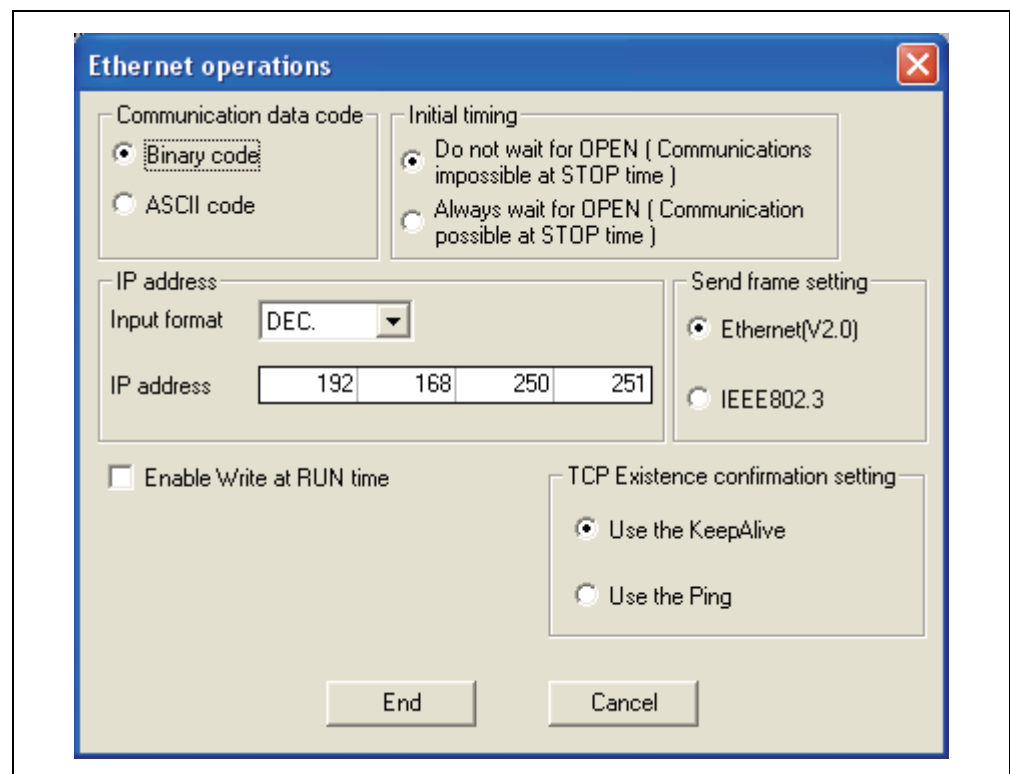 Ethernet operations
Communication data code
Binary code
ASCII code
Initial timing
Do not wait for OPEN ( Communications
impossible at STOP time )
Always wait for OPEN ( Communication
possible at STOP time )
IP address
Input format DEC.
IP address 192 168 250 251
Send frame setting
Ethernet(V2.0)
IEEE802.3
Enable Write at RUN time
TCP Existence confirmation setting
Use the KeepAlive
Use the Ping
End Cancel